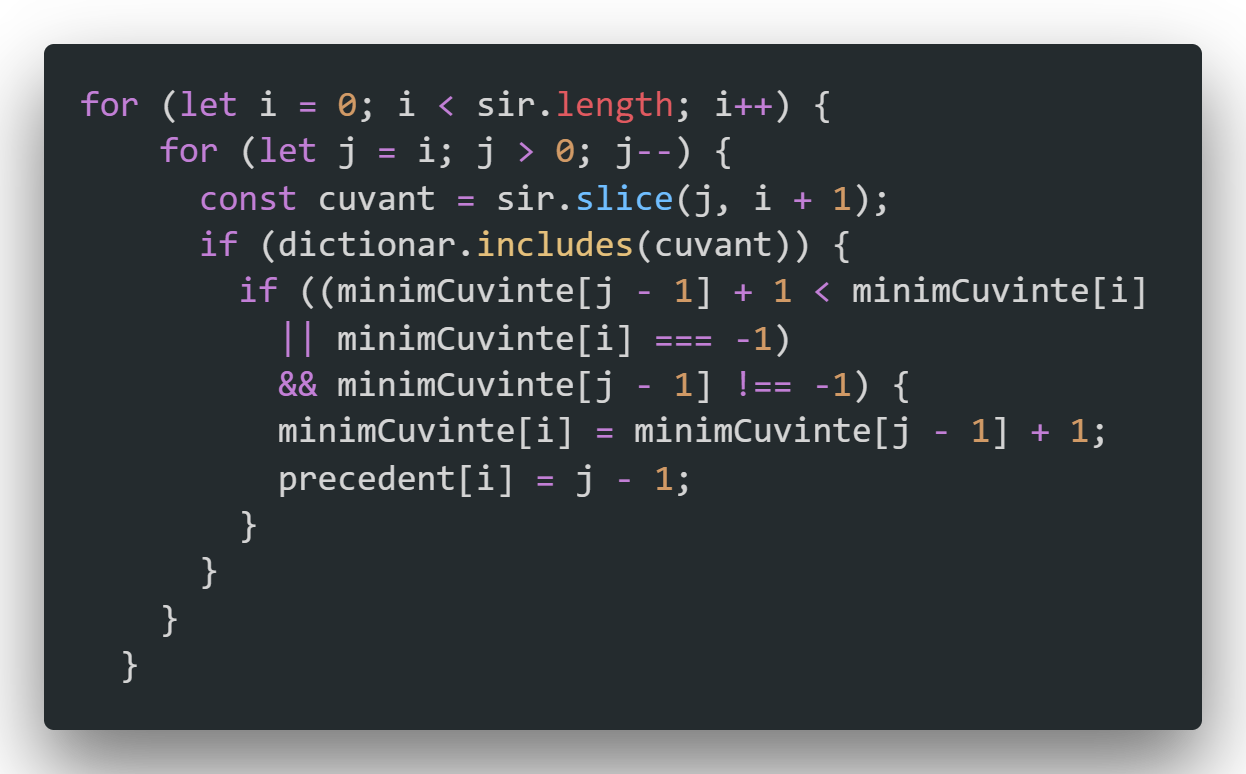 for (let i = 0; i < sir.length; i++) {
    for (let j = i; j > 0; j--) {
      const cuvant = sir.slice(j, i + 1);
      if (dictionar.includes(cuvant)) {
        if ((minimCuvinte[j - 1] + 1 < minimCuvinte[i]
          || minimCuvinte[i] === -1)
          && minimCuvinte[j - 1] !== -1) {
          minimCuvinte[i] = minimCuvinte[j - 1] + 1;
          precedent[i] = j - 1;
        }
      }
    }
  }